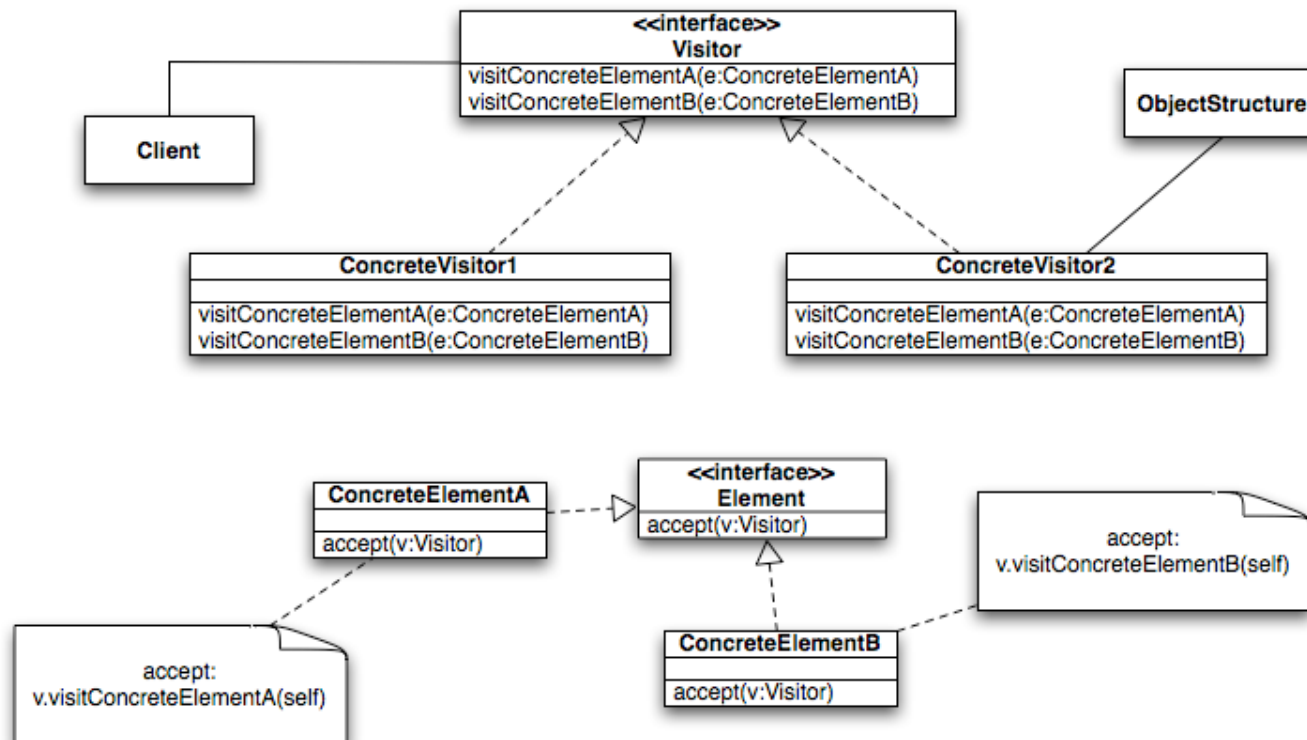 <<interface>>
Visitor
visitConcreteElementA(e:ConcreteElementA)
visitConcreteElementB(e:ConcreteElementB)
Client
ObjectStructure
ConcreteVisitor1
visitConcreteElementA(e:ConcreteElementA)
visitConcreteElementB(e:ConcreteElementB)
ConcreteVisitor2
visitConcreteElementA(e:ConcreteElementA)
visitConcreteElementB(e:ConcreteElementB)
ConcreteElementA
accept(v:Visitor)
<<interface>>
Element
accept(v:Visitor)
accept:
v.visitConcreteElementB(self)
ConcreteElementB
accept(v:Visitor)
accept:
v.visitConcreteElementA(self)